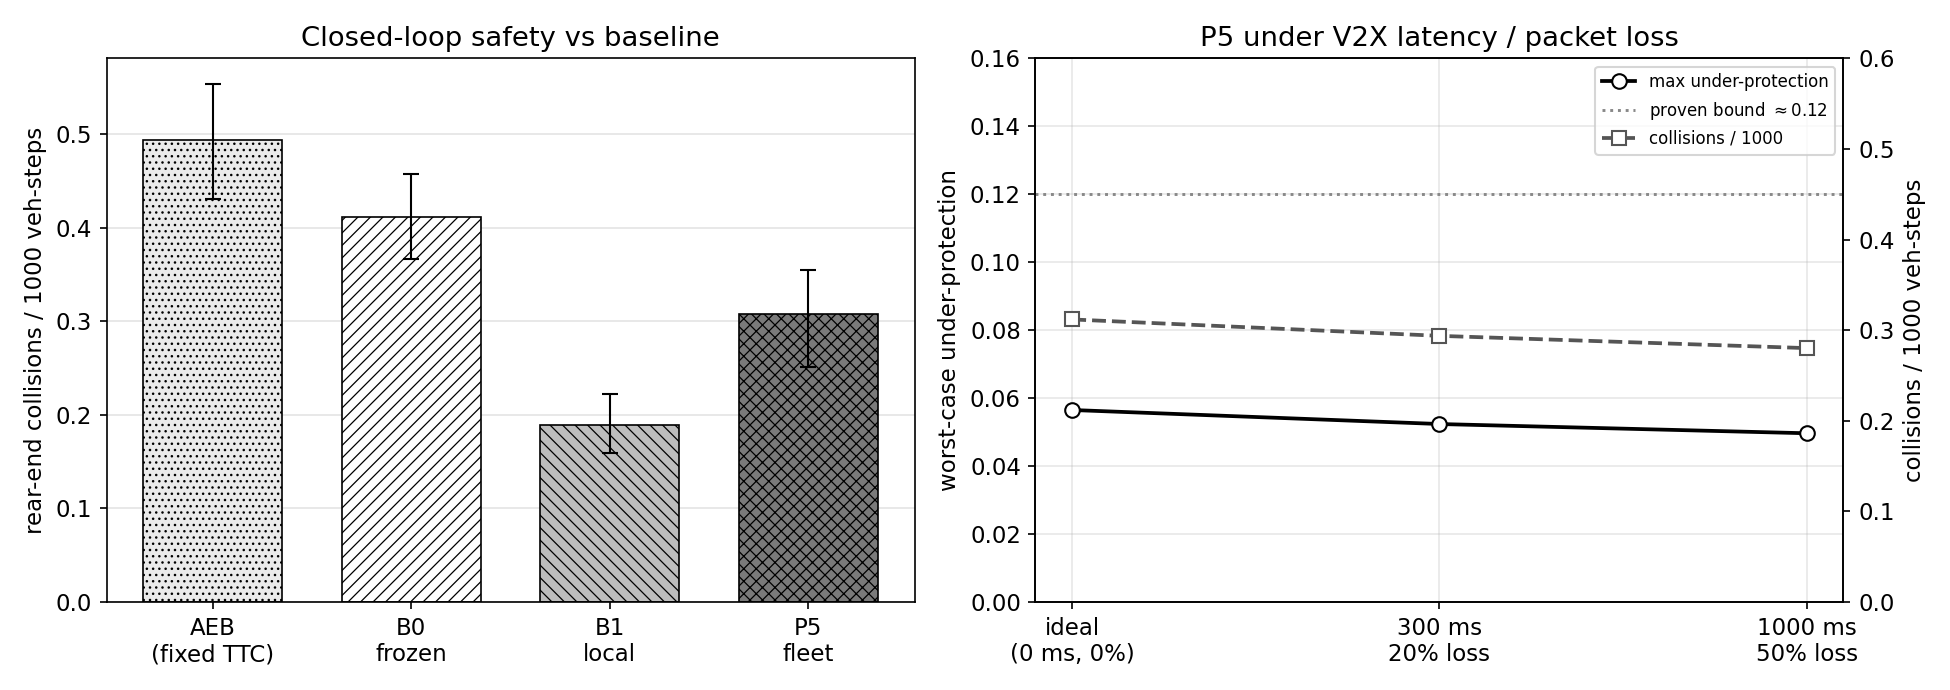 Closed-loop safety vs baseline
rear-end collisions / 1000 veh-steps
0.5
0.4
0.3
0.2
0.1
0.0
AEB
(fixed TTC)
B0
frozen
B1
local
P5
fleet
P5 under V2X latency / packet loss
worst-case under-protection
0.16
0.14
0.12
0.10
0.08
0.06
0.04
0.02
0.00
max under-protection
proven bound ≈0.12
collisions / 1000
0.6
0.5
0.4
0.3
0.2
0.1
0.0
collisions / 1000 veh-steps
ideal
(0 ms, 0%)
300 ms
20% loss
1000 ms
50% loss